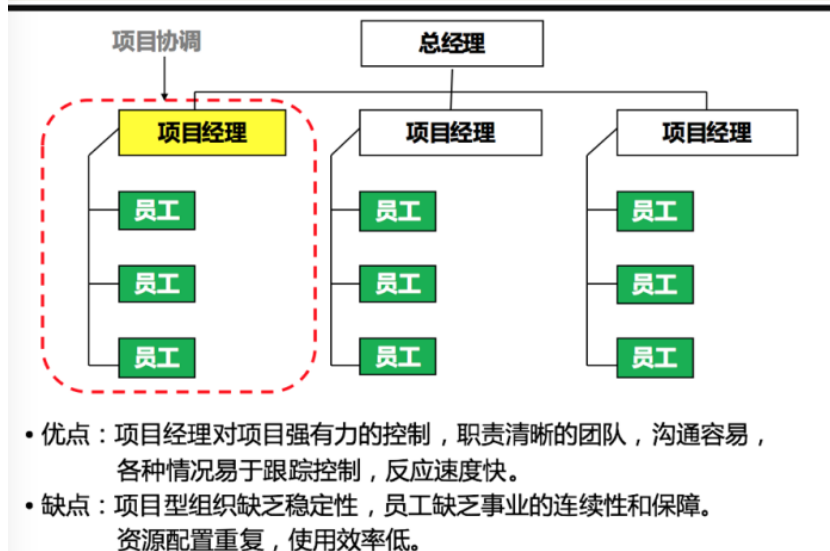 项目协调
总经理
项目经理 项目经理 项目经理
员工 员工 员工
员工 员工 员工
员工 员工 员工
•优点：项目经理对项目强有力的控制，职责清晰的团队，沟通容易，
各种情况易于跟踪控制，反应速度快。
•缺点：项目型组织缺乏稳定性，员工缺乏事业的连续性和保障。
资源配置重复，使用效率低。